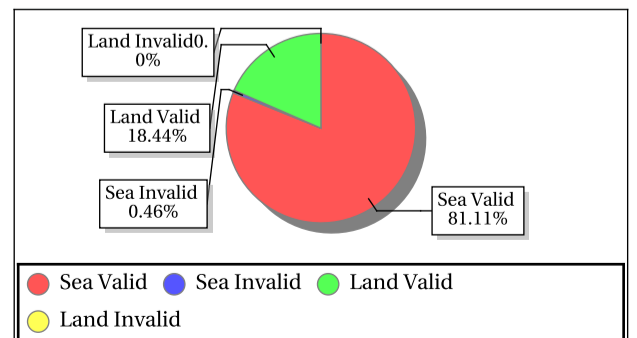 Land Invalid0.
0%
Land Valid
18.44%
Sea Invalid
0.46%
Sea Valid
81.11%
Sea Valid Sea Invalid Land Valid
Land Invalid